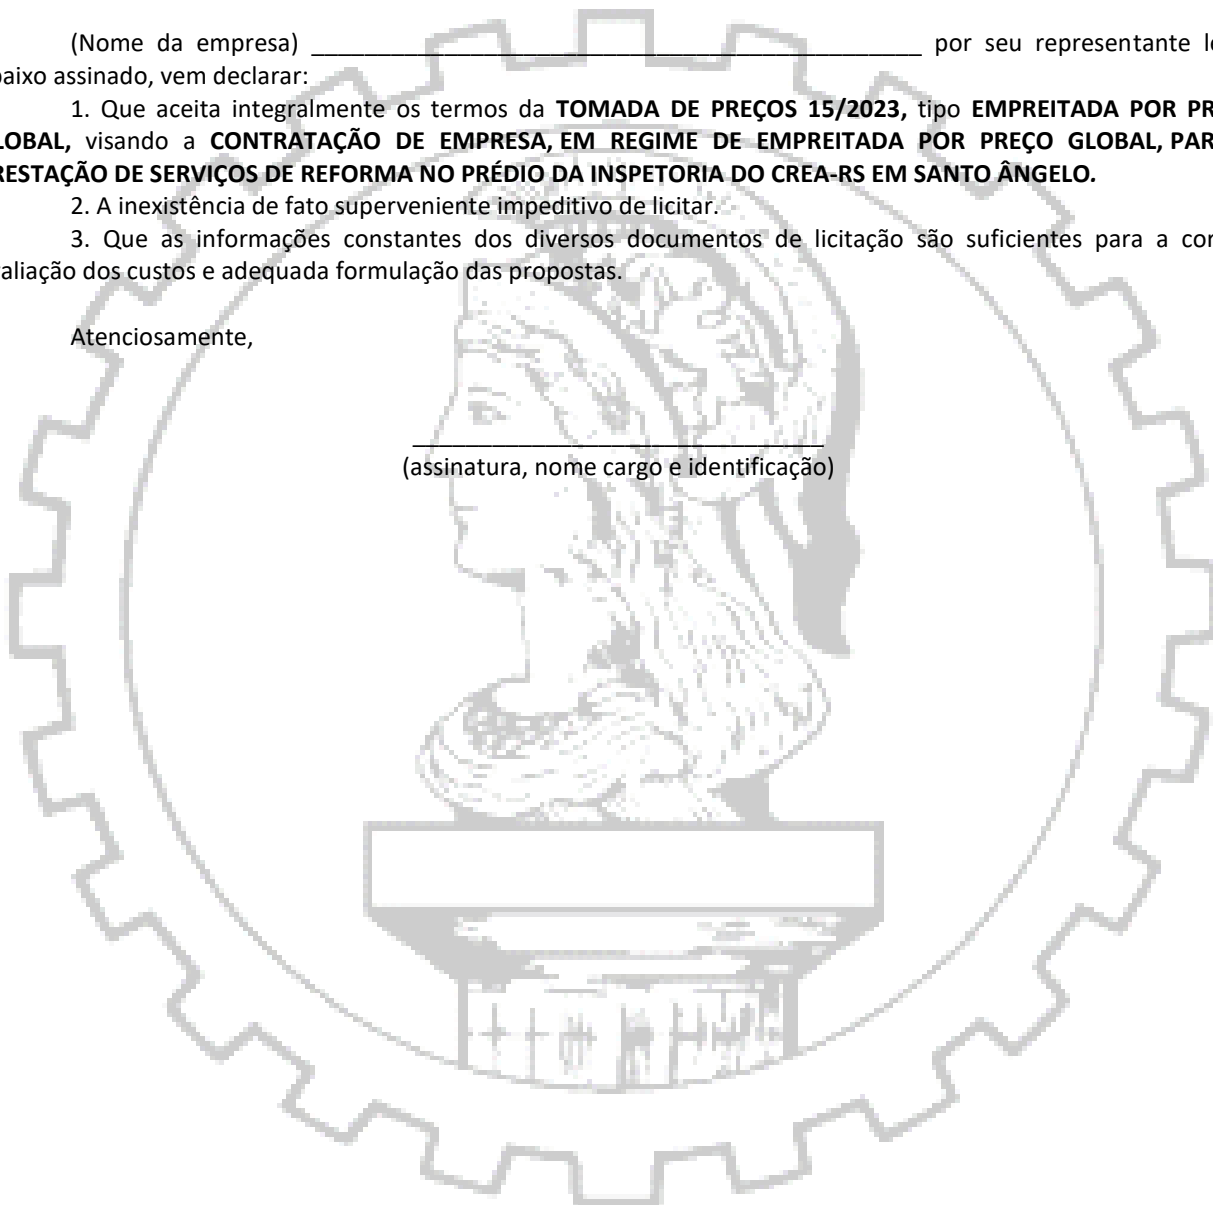 (Nome da empresa) ______________________________________________ por seu representante le
baixo assinado, vem declarar:
1. Que aceita integralmente os termos da TOMADA DE PREÇOS 15/2023, tipo EMPREITADA POR PR
LOBAL, visando a CONTRATAÇÃO DE EMPRESA, EM REGIME DE EMPREITADA POR PREÇO GLOBAL, PAR
RESTAÇÃO DE SERVIÇOS DE REFORMA NO PRÉDIO DA INSPETORIA DO CREA-RS EM SANTO ÂNGELO.
2. A inexistência de fato superveniente impeditivo de licitar.
3. Que as informações constantes dos diversos documentos de licitação são suficientes para a cor
valiação dos custos e adequada formulação das propostas.
Atenciosamente,
_______________________________
(assinatura, nome cargo e identificação)